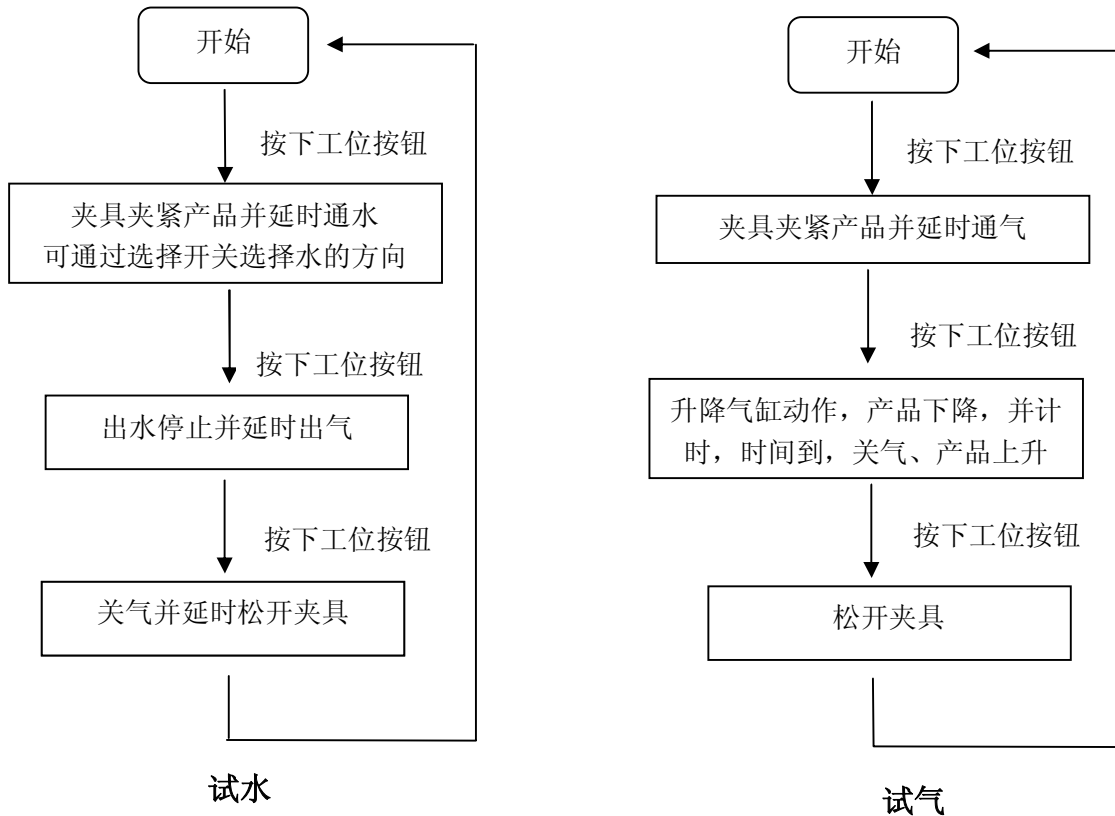 开始
按下工位按钮
夹具夹紧产品并延时通水
可通过选择开关选择水的方向
按下工位按钮
出水停止并延时出气
按下工位按钮
关气并延时松开夹具
试水
开始
按下工位按钮
夹具夹紧产品并延时通气
按下工位按钮
升降气缸动作，产品下降，并计
时，时间到，关气、产品上升
按下工位按钮
松开夹具
试气